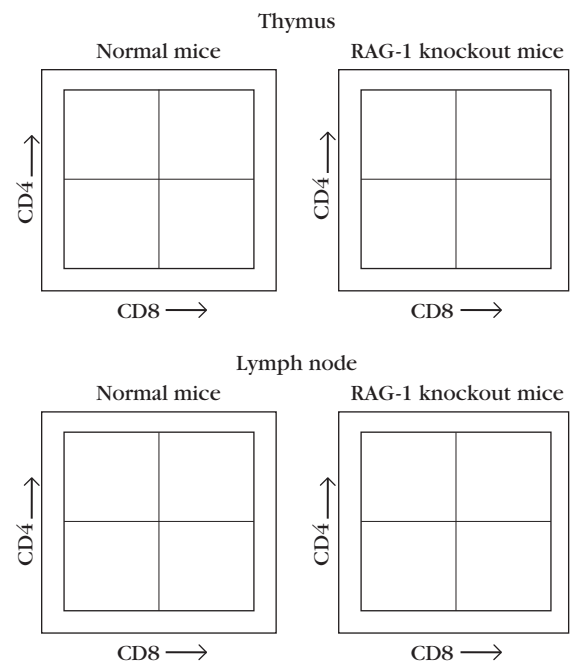 Thymus
Normal mice
RAG-1 knockout mice
CD4
CD4
CD8
CD8
Lymph node
Normal mice
RAG-1 knockout mice
CD4
CD4
CD8
CD8